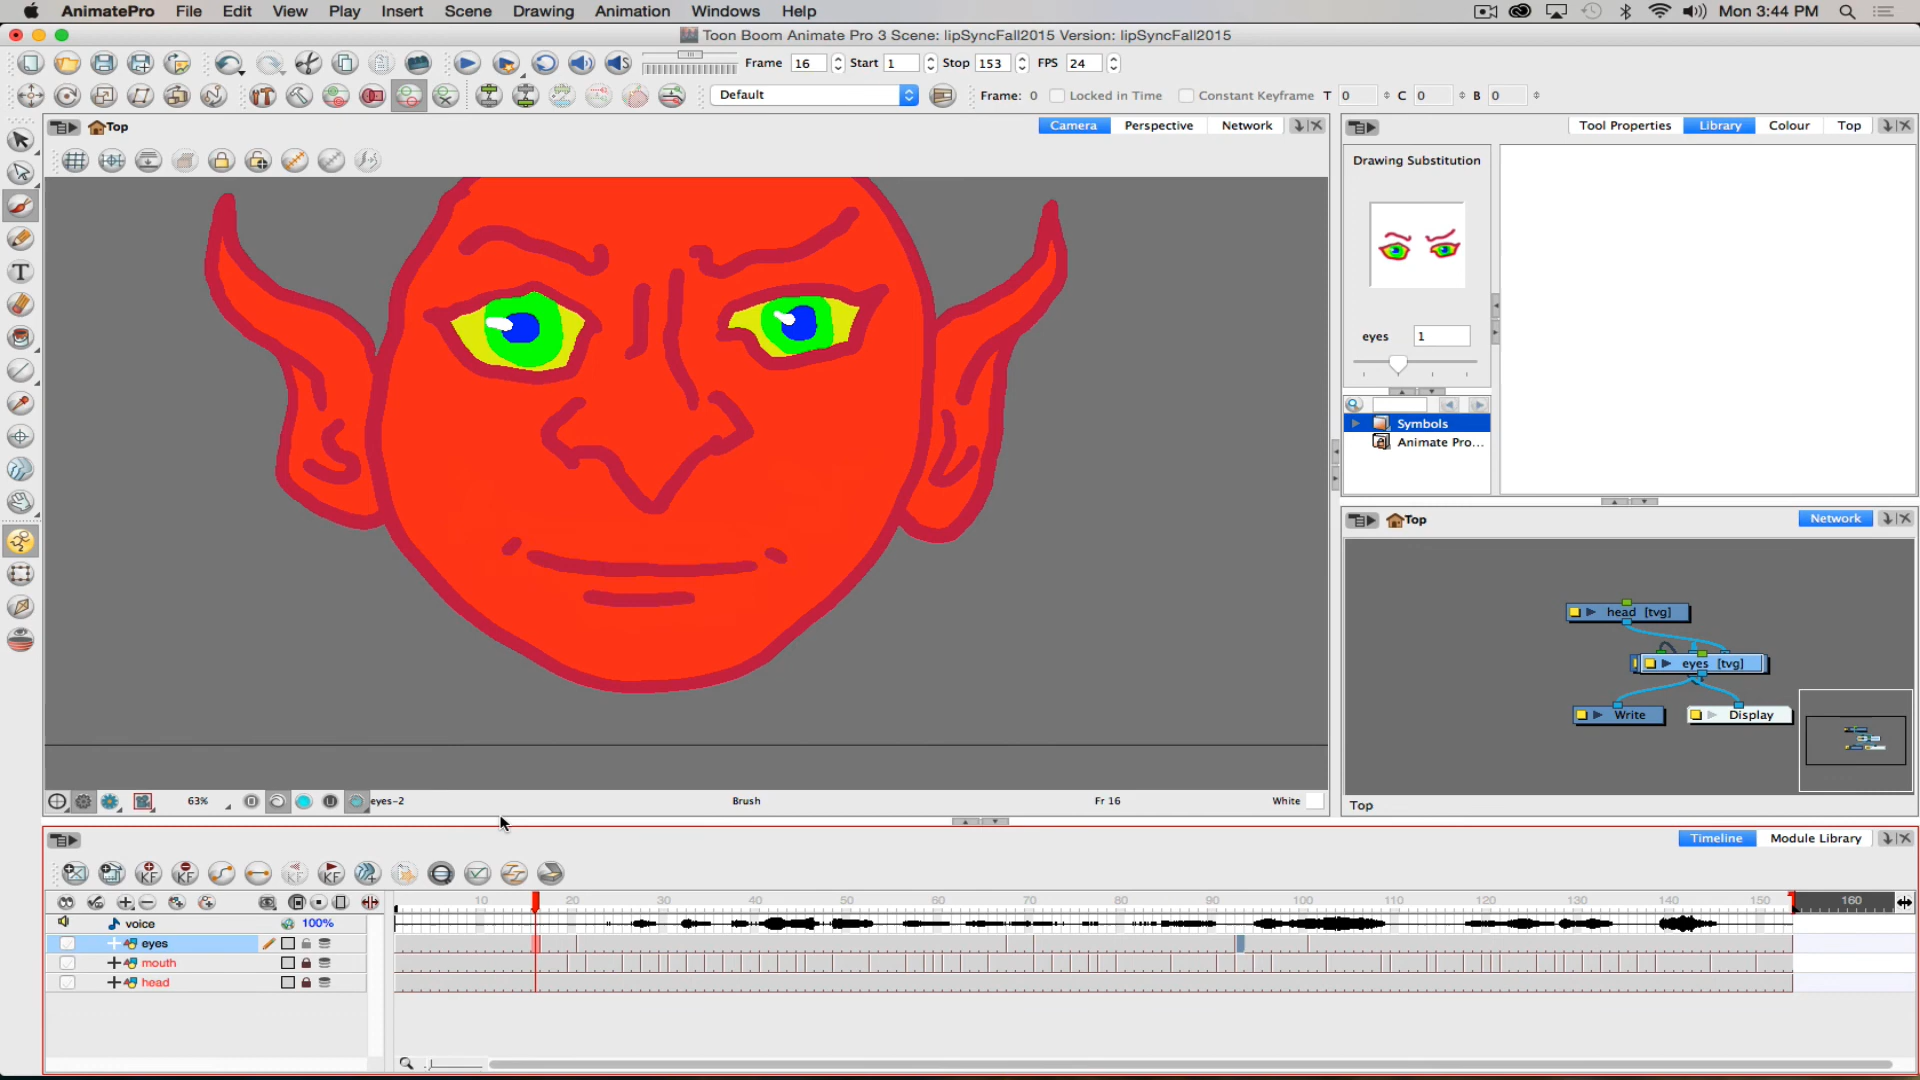 AnimatePro File Edit View Play Insert Scene Drawing Animation Windows Help Mon 3:44 PM
Toon Boom Animate Pro 3 Scene: lipSyncFall2015 Version: lipSyncFall2015
Frame 16 Start 1 Stop 153 FPS 24
Default Frame: 0 Locked in Time Constant Keyframe T 0 C 0 B 0
Top Camera Perspective Network
Tool Properties Library Colour Top
Drawing Substitution
eyes 1
Symbols
Animate Pro...
Top Network
head [tvg]
eyes [tvg]
Write Display
Top
63% eyes-2 Brush Fr 16 White
Timeline Module Library
KF KF KF KF
10 20 30 40 50 60 70 80 90 100 110 120 130 140 150 160
voice 100%
eyes
mouth
head